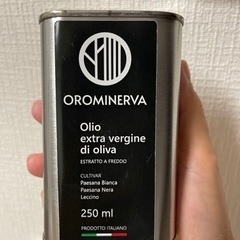 OROMINERVA
Olio
extra vergine
di oliva
ESTRATTO A FREDDO
CULTIVAR
Paesana Bianca
Paesana Nera
Leccino
250 ml
PRODOTTO ITALIANO